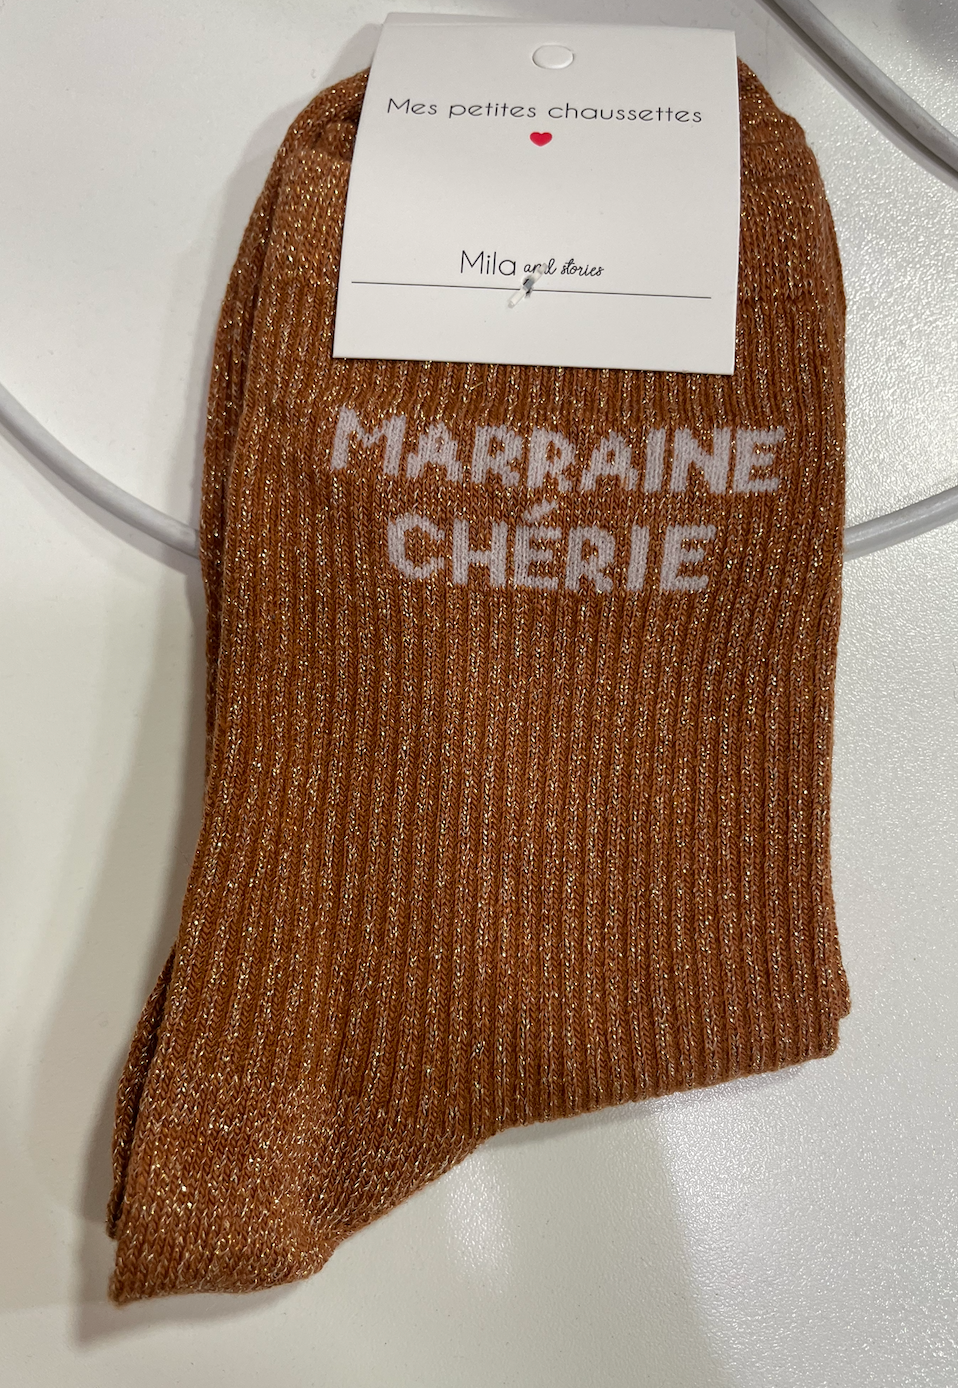 Mes petites chaussettes
Mila and stories
MARRAINE
CHÉRIE